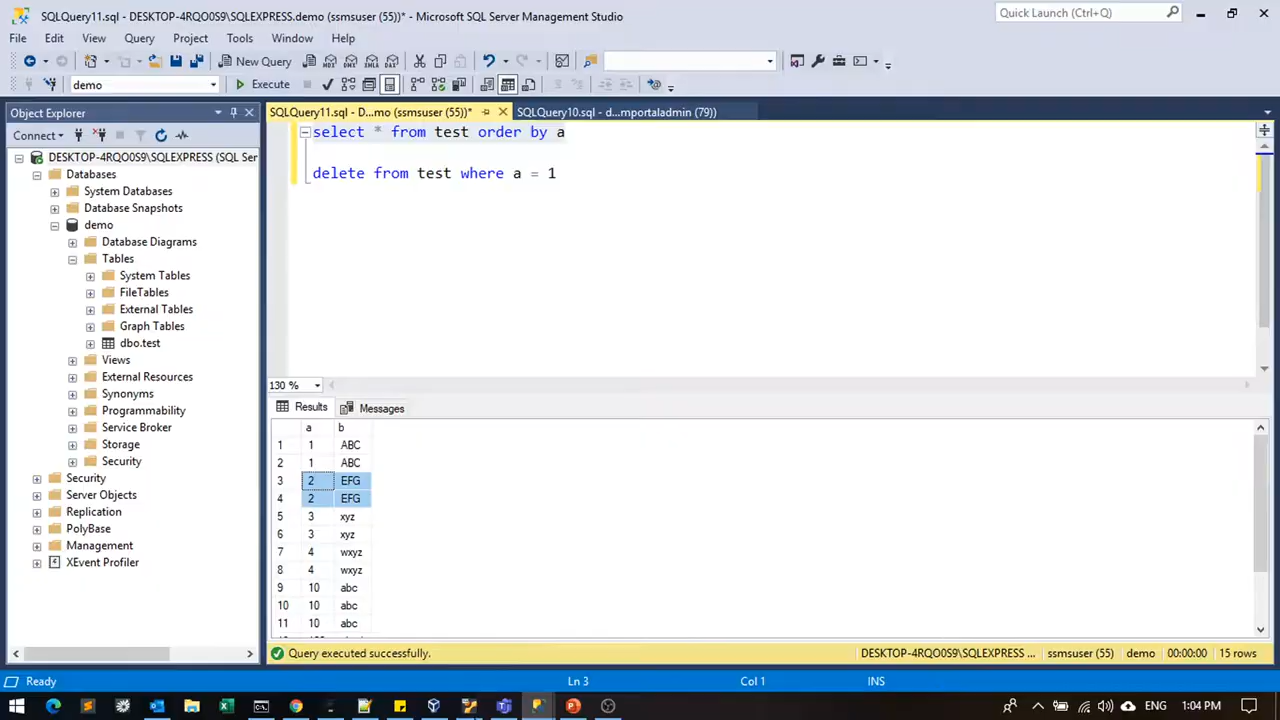 SQLQuery11.sql - DESKTOP-4RQO0S9\SQLEXPRESS.demo (ssmsuser (55))* - Microsoft SQL Server Management Studio
Quick Launch (Ctrl+Q)
File Edit View Query Project Tools Window Help
New Query
demo Execute
Object Explorer
SQLQuery11.sql - D...mo (ssmsuser (55))* SQLQuery10.sql - d...mportaladmin (79))
Connect
select * from test order by a
delete from test where a = 1
DESKTOP-4RQO0S9\SQLEXPRESS (SQL Ser
Databases
System Databases
Database Snapshots
demo
Database Diagrams
Tables
System Tables
FileTables
External Tables
Graph Tables
dbo.test
Views
External Resources
Synonyms
Programmability
Service Broker
Storage
Security
Security
Server Objects
Replication
PolyBase
Management
XEvent Profiler
130 %
Results Messages
a b
1 1 ABC
2 1 ABC
3 2 EFG
4 2 EFG
5 3 xyz
6 3 xyz
7 4 wxyz
8 4 wxyz
9 10 abc
10 10 abc
11 10 abc
Query executed successfully. DESKTOP-4RQO0S9\SQLEXPRESS ... ssmsuser (55) demo 00:00:00 15 rows
Ready Ln 3 Col 1 INS
ENG 1:04 PM